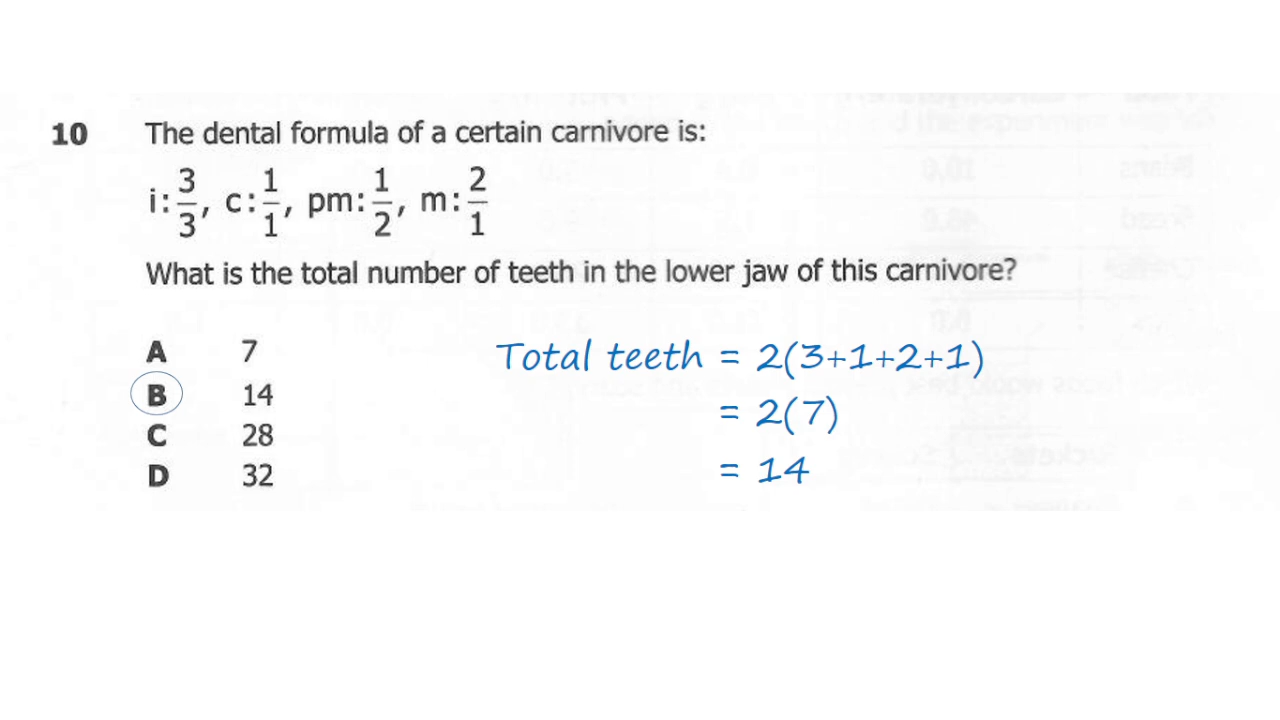 10 The dental formula of a certain carnivore is:
i: 3/3, c: 1/1, pm: 1/2, m: 2/1
What is the total number of teeth in the lower jaw of this carnivore?
A 7
B 14
C 28
D 32
Total teeth = 2(3+1+2+1)
= 2(7)
= 14